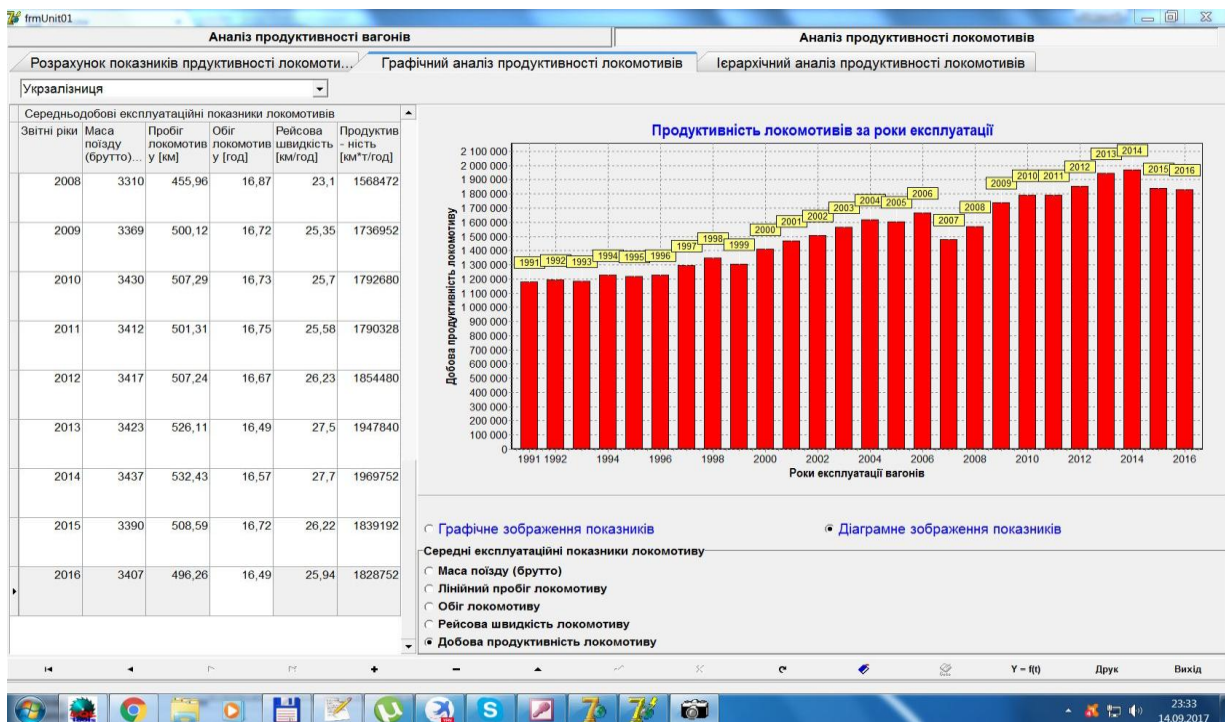 frmUnit01
Аналіз продуктивності вагонів
Аналіз продуктивності локомотивів
Розрахунок показників прдуктивності локомоти...
Графічний аналіз продуктивності локомотивів
Ієрархічний аналіз продуктивності локомотивів
Укрзалізниця
Середньодобові експлуатаційні показники локомотивів
Звітні ріки Маса поїзду (брутто)... Пробіг локомотив у [км] Обіг локомотив у [год] Рейсова швидкість [км/год] Продуктив - ність [км*т/год]
2008 3310 455,96 16,87 23,1 1568472
2009 3369 500,12 16,72 25,35 1736952
2010 3430 507,29 16,73 25,7 1792680
2011 3412 501,31 16,75 25,58 1790328
2012 3417 507,24 16,67 26,23 1854480
2013 3423 526,11 16,49 27,5 1947840
2014 3437 532,43 16,57 27,7 1969752
2015 3390 508,59 16,72 26,22 1839192
2016 3407 496,26 16,49 25,94 1828752
Продуктивність локомотивів за роки експлуатації
Добова продуктивність локомотиву
2 100 000
2 000 000
1 900 000
1 800 000
1 700 000
1 600 000
1 500 000
1 400 000
1 300 000
1 200 000
1 100 000
1 000 000
900 000
800 000
700 000
600 000
500 000
400 000
300 000
200 000
100 000
0
1991 1992 1993 1994 1995 1996 1997 1998 1999 2000 2001 2002 2003 2004 2005 2006 2007 2008 2009 2010 2011 2012 2013 2014 2015 2016
1991 1992 1994 1996 1998 2000 2002 2004 2006 2008 2010 2012 2014 2016
Роки експлуатації вагонів
Графічне зображення показників
Діаграмне зображення показників
Середні експлуатаційні показники локомотиву
Маса поїзду (брутто)
Лінійний пробіг локомотиву
Обіг локомотиву
Рейсова швидкість локомотиву
Добова продуктивність локомотиву
Y = f(t) Друк Вихід
23:33
14.09.2017